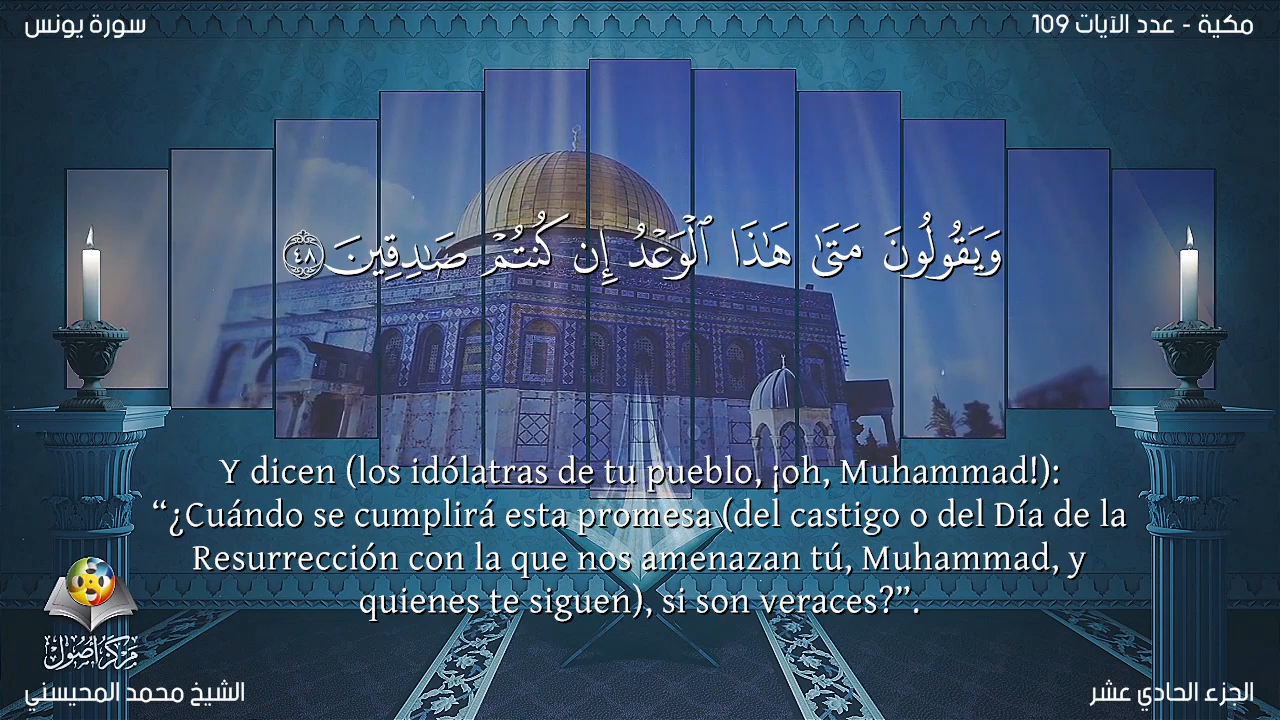 سورة يونس
مكية - عدد الآيات 109
وَيَقُولُونَ مَتَىٰ هَٰذَا ٱلْوَعْدُ إِن كُنتُمْ صَٰدِقِينَ ٤٨
Y dicen (los idólatras de tu pueblo, ¡oh, Muhammad!):
“¿Cuándo se cumplirá esta promesa (del castigo o del Día de la
Resurrección con la que nos amenazan tú, Muhammad, y
quienes te siguen), si son veraces?”.
مركز أصول
الشيخ محمد المحيسني
الجزء الحادي عشر